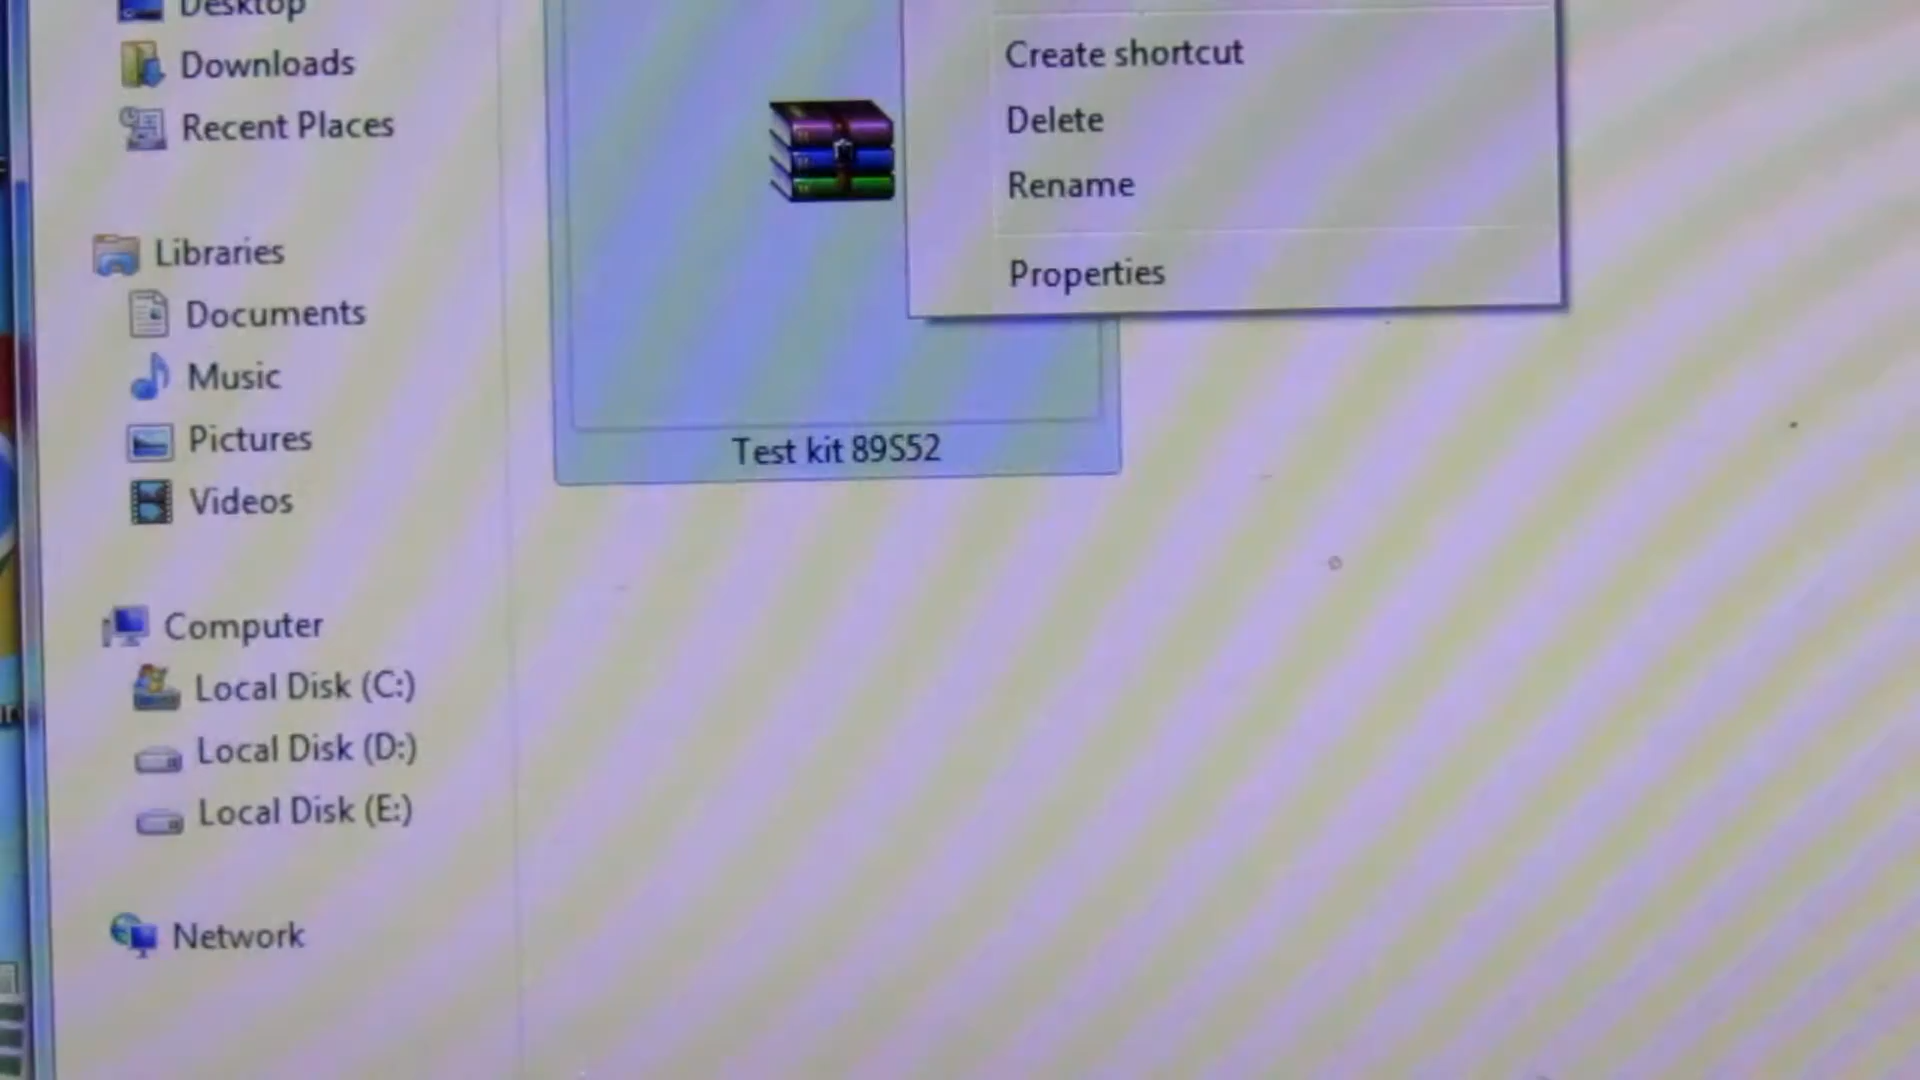 Desktop
Downloads
Recent Places
Libraries
Documents
Music
Pictures
Videos
Computer
Local Disk (C:)
Local Disk (D:)
Local Disk (E:)
Network
Test kit 89S52
Create shortcut
Delete
Rename
Properties